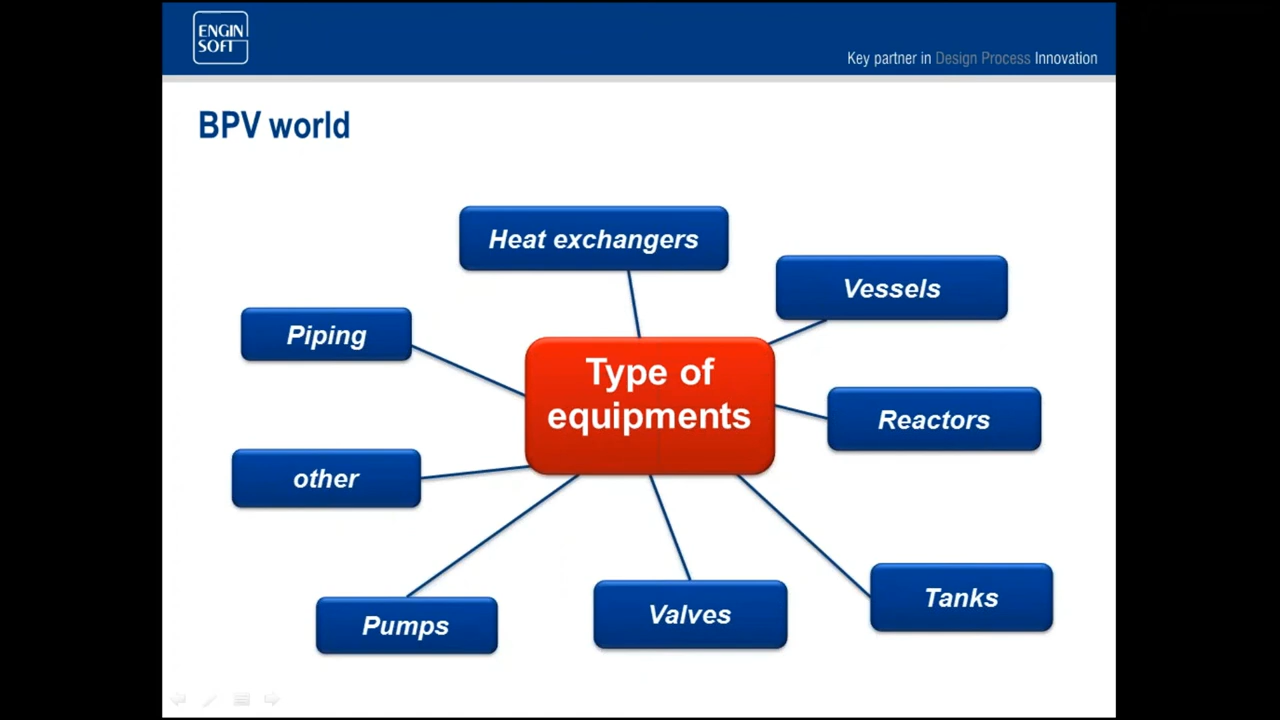 ENGIN
SOFT
Key partner in Design Process Innovation
BPV world
Heat exchangers
Vessels
Piping
Type of
equipments
Reactors
other
Tanks
Valves
Pumps